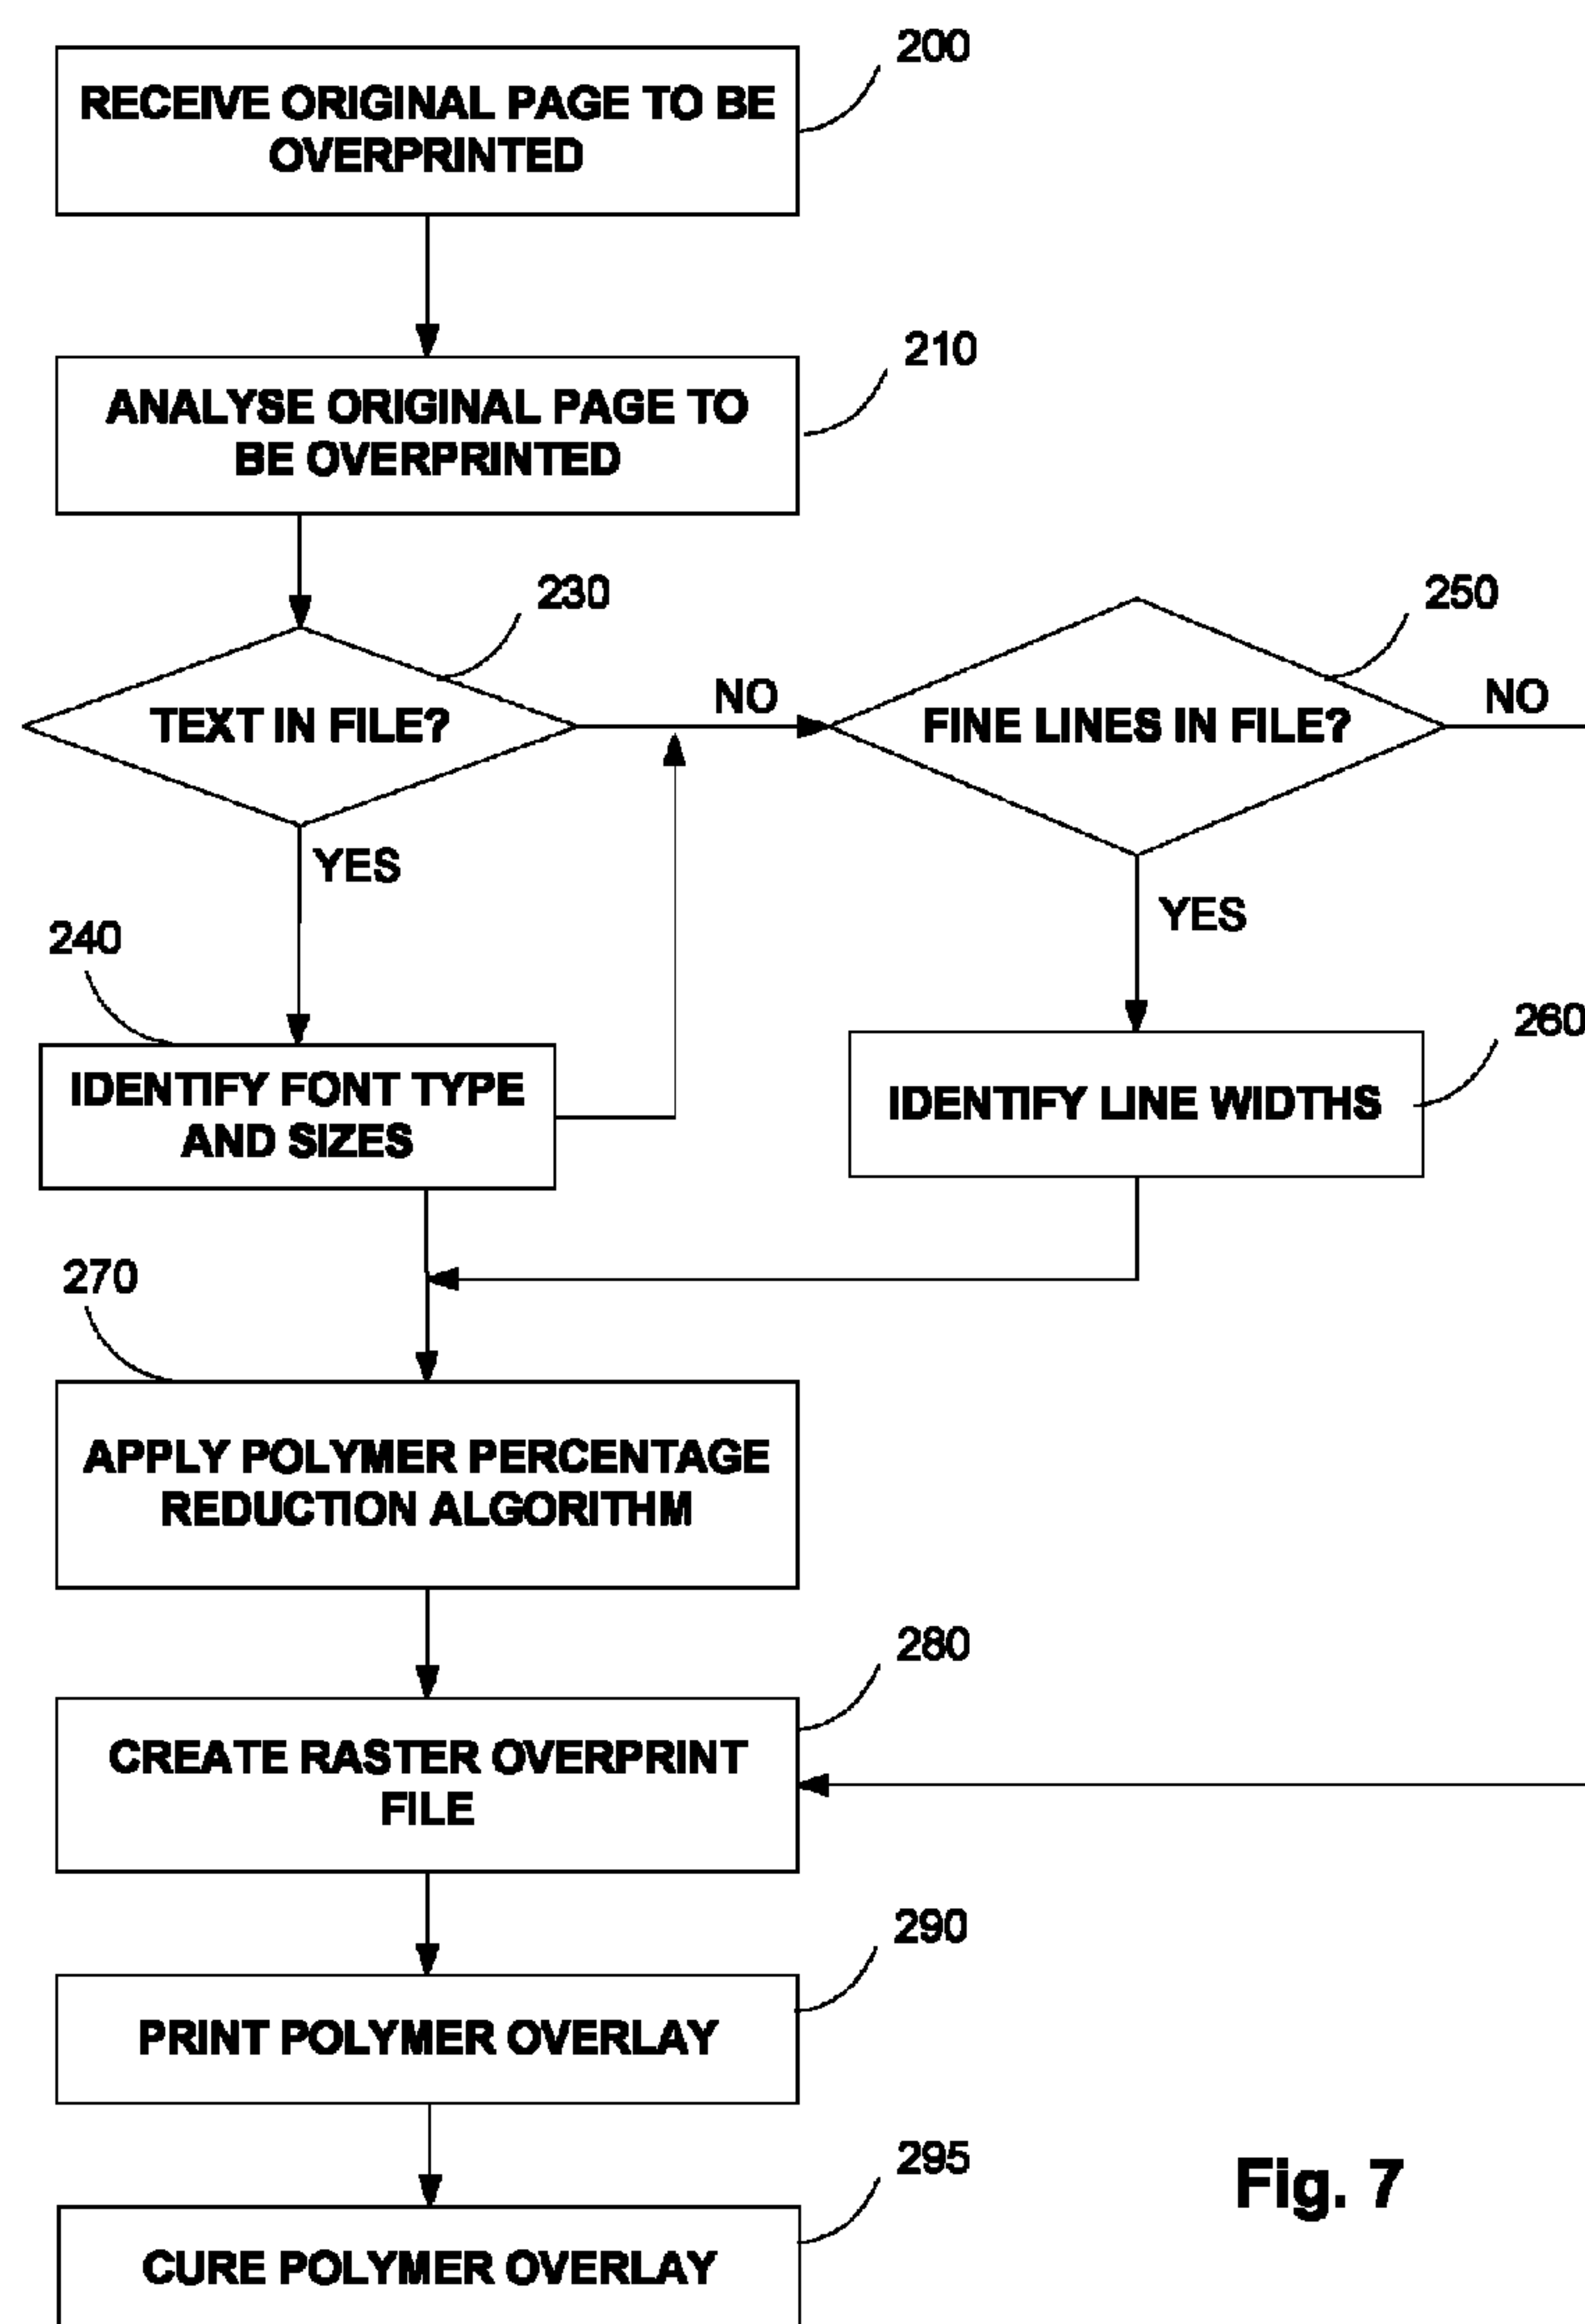 200
RECEIVE ORIGINAL PAGE TO BE
OVERPRINTED
210
ANALYSE ORIGINAL PAGE TO
BE OVERPRINTED
230
250
TEXT IN FILE?
NO
FINE LINES IN FILE?
NO
YES
YES
240
260
IDENTIFY FONT TYPE
AND SIZES
IDENTIFY LINE WIDTHS
270
APPLY POLYMER PERCENTAGE
REDUCTION ALGORITHM
280
CREATE RASTER OVERPRINT
FILE
290
PRINT POLYMER OVERLAY
295
CURE POLYMER OVERLAY
Fig. 7